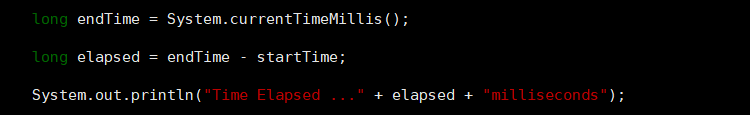 long endTime = System.currentTimeMillis();
long elapsed = endTime - startTime;
System.out.println("Time Elapsed ..." + elapsed + "milliseconds");